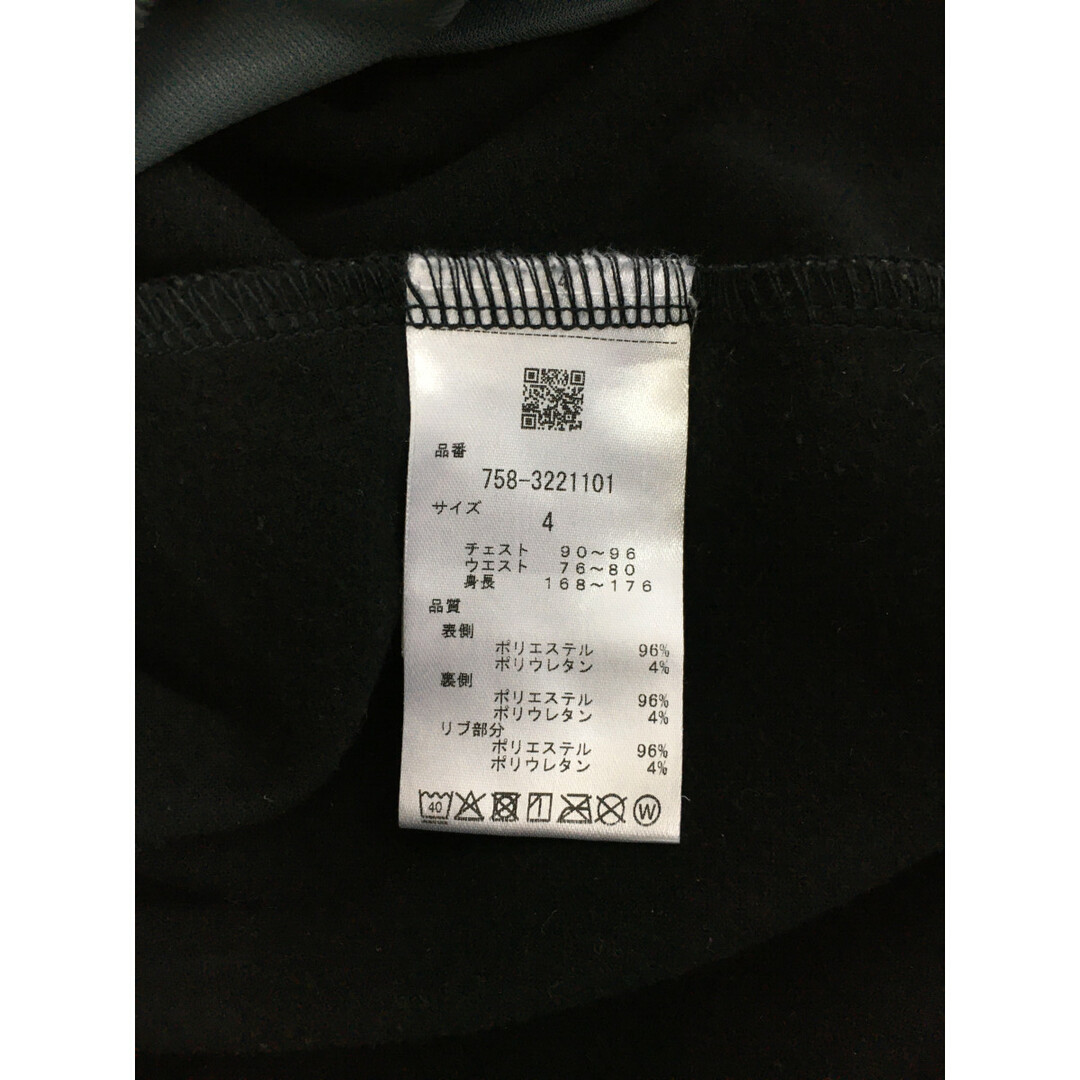 4
品番
758-3221101
サイズ
4
チェスト 90~96
ウエスト 76~80
身長 168~176
品質
表側
ポリエステル 96%
ポリウレタン 4%
裏側
ポリエステル 96%
ポリウレタン 4%
リブ部分
ポリエステル 96%
ポリウレタン 4%
40 W